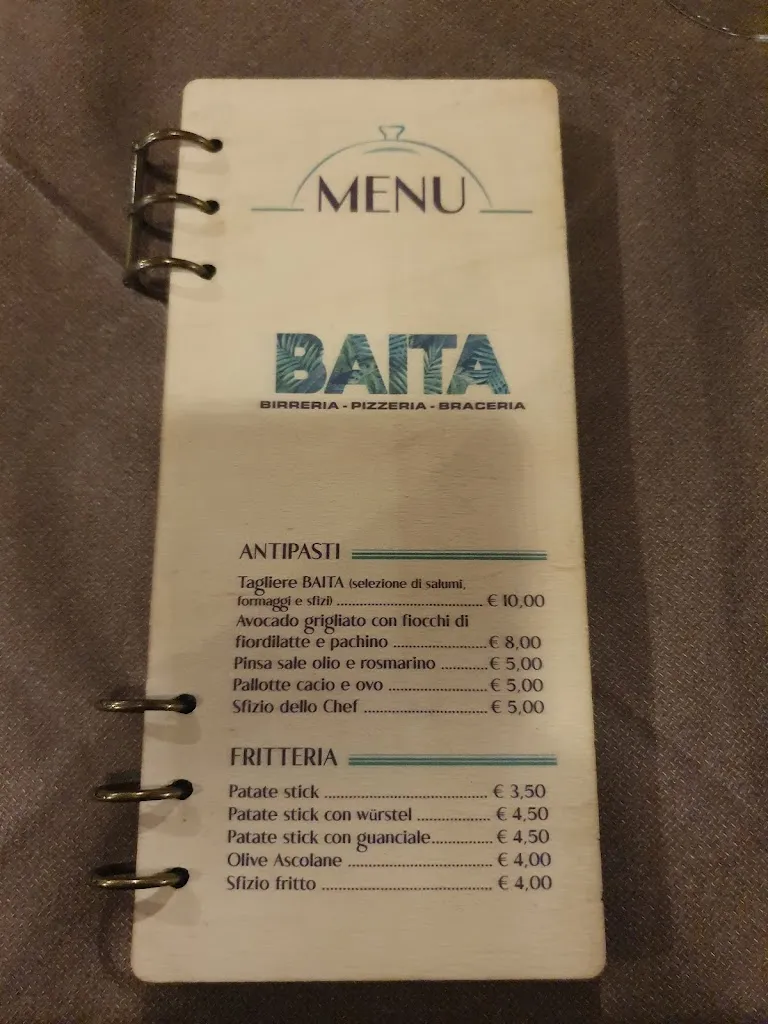 MENU
BAITA
BIRRERIA - PIZZERIA - BRACERIA
ANTIPASTI
Tagliere BAITA (selezione di salumi,
formaggi e sfizi) ........................................ € 10,00
Avocado grigliato con fiocchi di
fiordilatte e pachino ......................... € 8,00
Pinsa sale olio e rosmarino ............ € 5,00
Pallotte cacio e ovo .......................... € 5,00
Sfizio dello Chef ................................. € 5,00
FRITTERIA
Patate stick ........................................... € 3,50
Patate stick con würstel ................... € 4,50
Patate stick con guanciale................ € 4,50
Olive Ascolane ...................................... € 4,00
Sfizio fritto ............................................. € 4,00